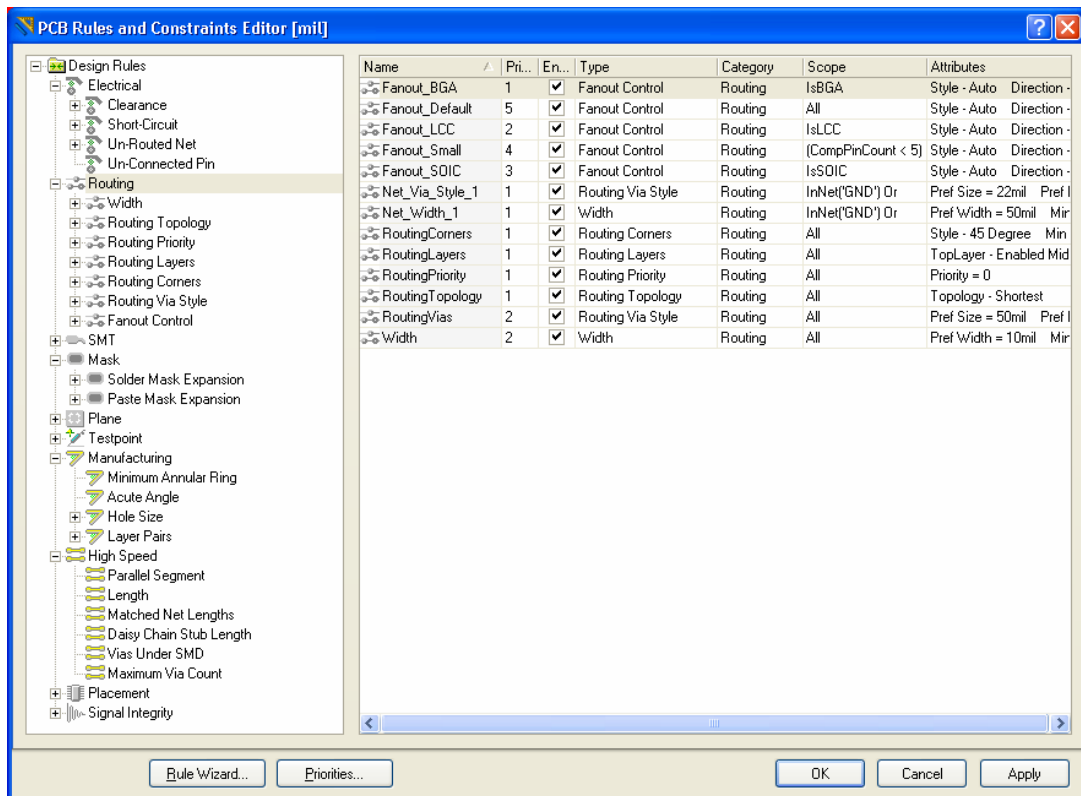 PCB Rules and Constraints Editor [mil]
Design Rules
Electrical
Clearance
Short-Circuit
Un-Routed Net
Un-Connected Pin
Routing
Width
Routing Topology
Routing Priority
Routing Layers
Routing Corners
Routing Via Style
Fanout Control
SMT
Mask
Solder Mask Expansion
Paste Mask Expansion
Plane
Testpoint
Manufacturing
Minimum Annular Ring
Acute Angle
Hole Size
Layer Pairs
High Speed
Parallel Segment
Length
Matched Net Lengths
Daisy Chain Stub Length
Vias Under SMD
Maximum Via Count
Placement
Signal Integrity
Name Pri... En... Type Category Scope Attributes
Fanout_BGA 1 Fanout Control Routing IsBGA Style - Auto Direction -
Fanout_Default 5 Fanout Control Routing All Style - Auto Direction -
Fanout_LCC 2 Fanout Control Routing IsLCC Style - Auto Direction -
Fanout_Small 4 Fanout Control Routing (CompPinCount < 5) Style - Auto Direction -
Fanout_SOIC 3 Fanout Control Routing IsSOIC Style - Auto Direction -
Net_Via_Style_1 1 Routing Via Style Routing InNet('GND') Or Pref Size = 22mil Pref
Net_Width_1 1 Width Routing InNet('GND') Or Pref Width = 50mil Min
RoutingCorners 1 Routing Corners Routing All Style - 45 Degree Min
RoutingLayers 1 Routing Layers Routing All TopLayer - Enabled Mid
RoutingPriority 1 Routing Priority Routing All Priority = 0
RoutingTopology 1 Routing Topology Routing All Topology - Shortest
RoutingVias 2 Routing Via Style Routing All Pref Size = 50mil Pref
Width 2 Width Routing All Pref Width = 10mil Min
Rule Wizard... Priorities... OK Cancel Apply